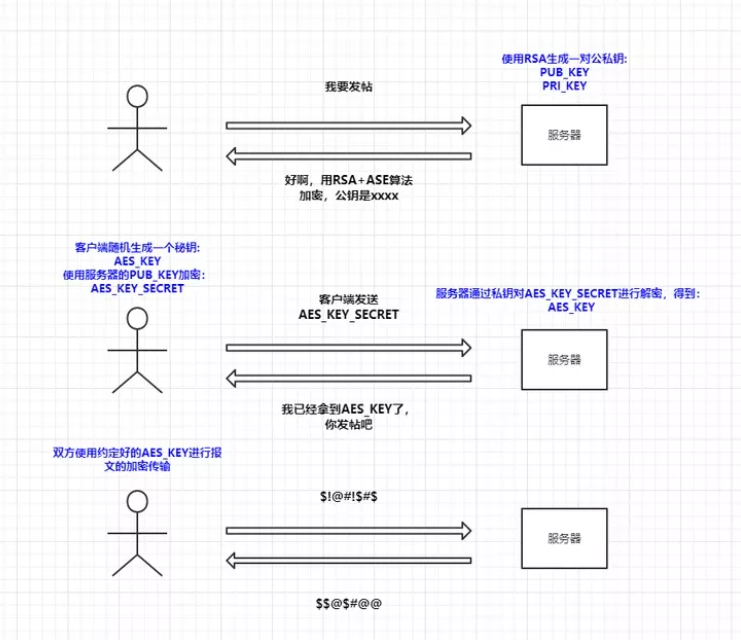 使用RSA生成一对公私钥:
PUB_KEY
PRI_KEY
我要发帖
服务器
好啊，用RSA+ASE算法
加密，公钥是xxxx
客户端随机生成一个秘钥:
AES_KEY
使用服务器的PUB_KEY加密:
AES_KEY_SECRET
客户端发送
AES_KEY_SECRET
服务器通过私钥对AES_KEY_SECRET进行解密，得到:
AES_KEY
服务器
我已经拿到AES_KEY了，
你发帖吧
双方使用约定好的AES_KEY进行报
文的加密传输
$!@#!$#$
服务器
$$@$#@@